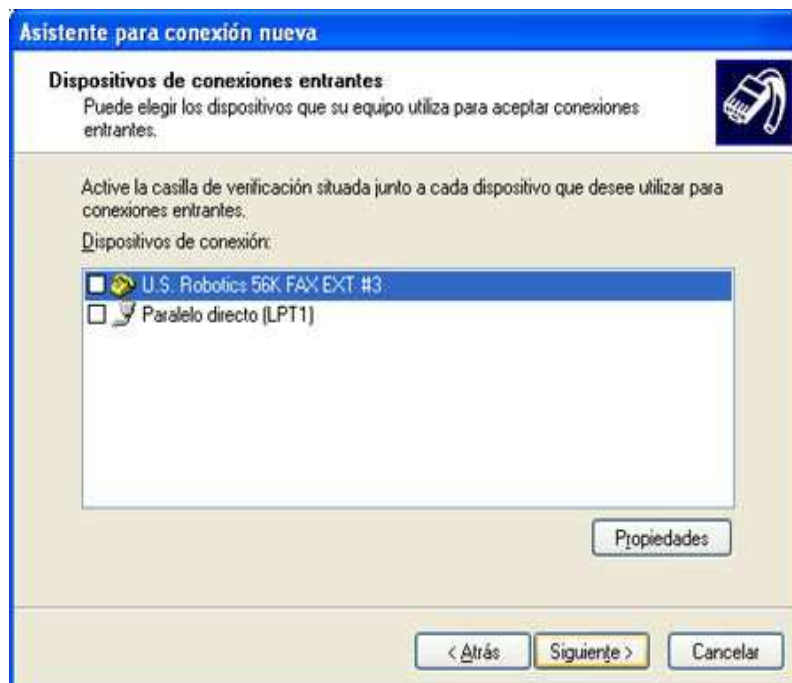 Asistente para conexión nueva
Dispositivos de conexiones entrantes
Puede elegir los dispositivos que su equipo utiliza para aceptar conexiones
entrantes.
Active la casilla de verificación situada junto a cada dispositivo que desee utilizar para
conexiones entrantes.
Dispositivos de conexión:
U.S. Robotics 56K FAX EXT #3
Paralelo directo (LPT1)
Propiedades
< Atrás
Siguiente >
Cancelar